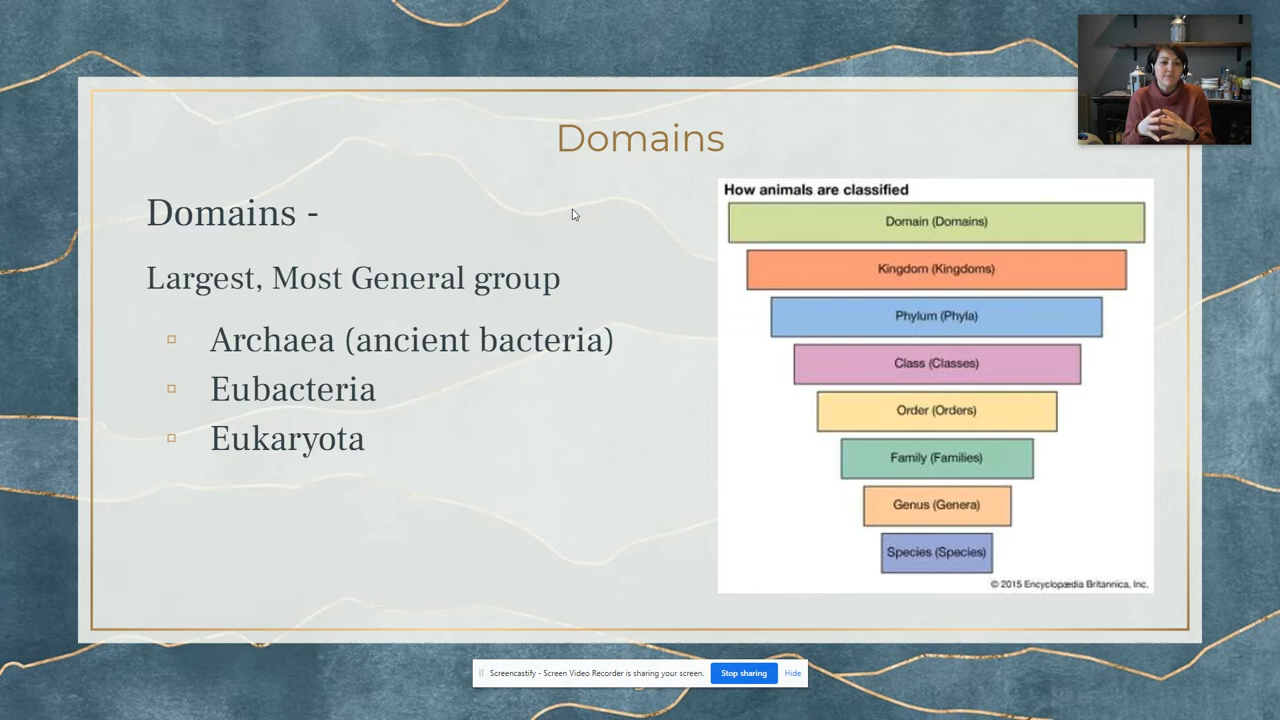 Domains
Domains -
Largest, Most General group
Archaea (ancient bacteria)
Eubacteria
Eukaryota
How animals are classified
Domain (Domains)
Kingdom (Kingdoms)
Phylum (Phyla)
Class (Classes)
Order (Orders)
Family (Families)
Genus (Genera)
Species (Species)
© 2015 Encyclopædia Britannica, Inc.
Screencastify - Screen Video Recorder is sharing your screen. Stop sharing Hide